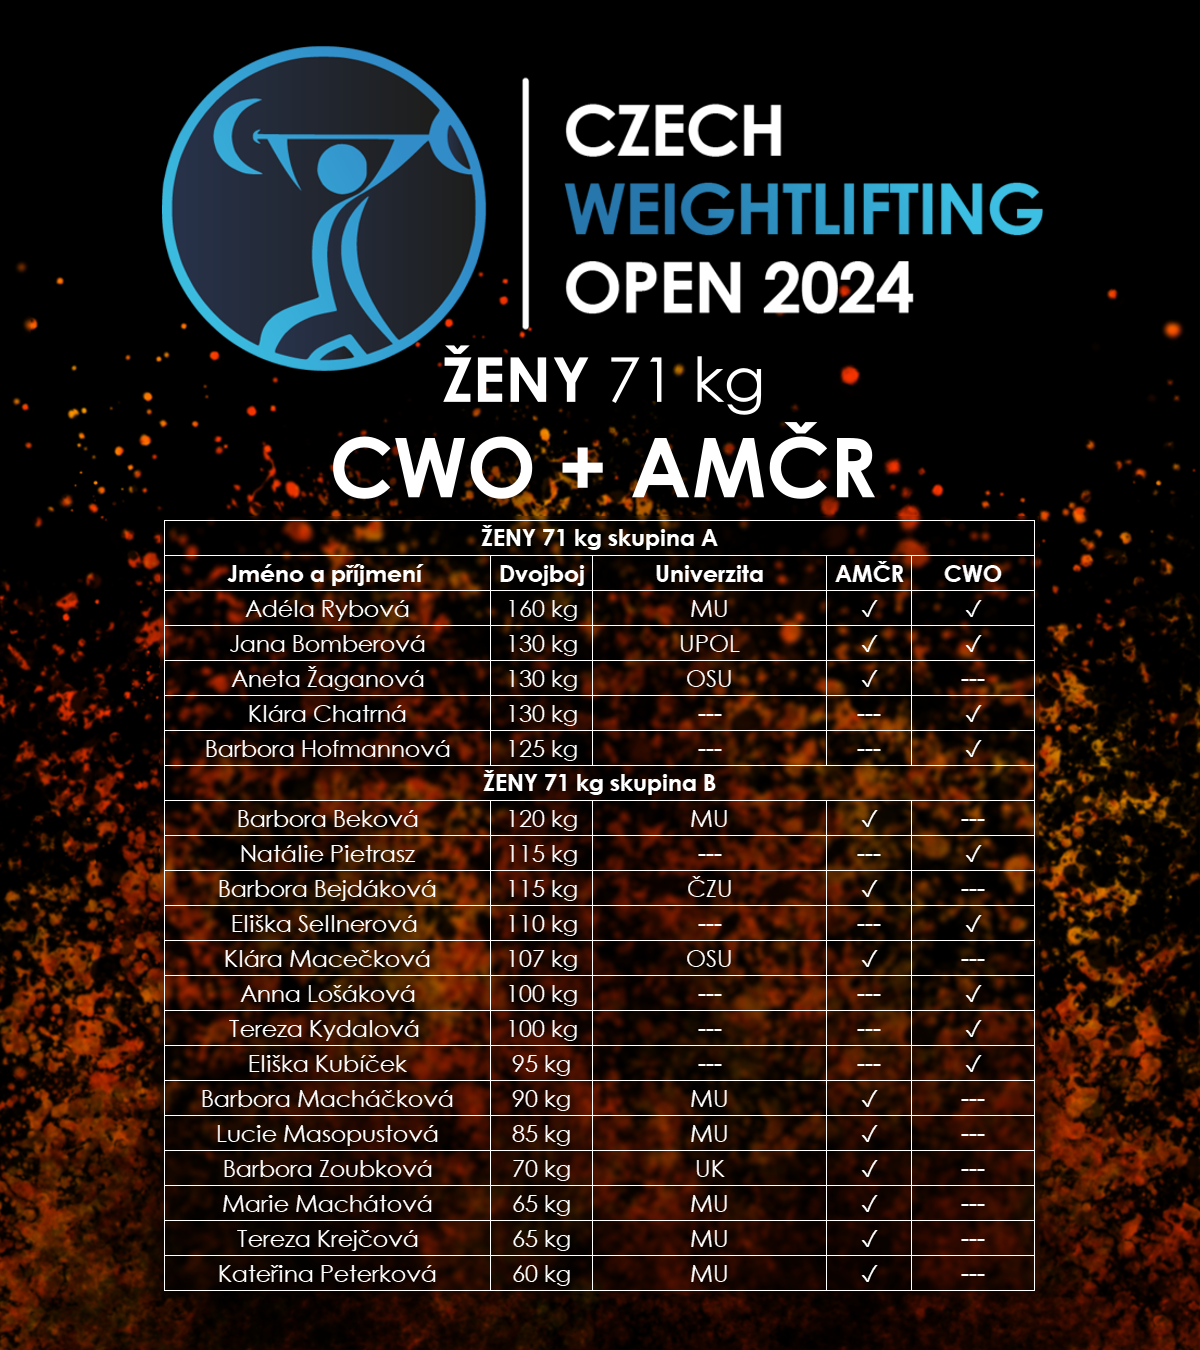 CZECH
WEIGHTLIFTING
OPEN 2024
ŽENY 71 kg
CWO + AMČR
ŽENY 71 kg skupina A
Jméno a příjmení Dvojboj Univerzita AMČR CWO
Adéla Rybová 160 kg MU ✓ ✓
Jana Bomberová 130 kg UPOL ✓ ✓
Aneta Žaganová 130 kg OSU ✓ ---
Klára Chatrná 130 kg --- --- ✓
Barbora Hofmannová 125 kg --- --- ✓
ŽENY 71 kg skupina B
Barbora Beková 120 kg MU ✓ ---
Natálie Pietrasz 115 kg --- --- ✓
Barbora Bejdáková 115 kg ČZU ✓ ---
Eliška Sellnerová 110 kg --- --- ✓
Klára Macečková 107 kg OSU ✓ ---
Anna Lošáková 100 kg --- --- ✓
Tereza Kydalová 100 kg --- --- ✓
Eliška Kubíček 95 kg --- --- ✓
Barbora Macháčková 90 kg MU ✓ ---
Lucie Masopustová 85 kg MU ✓ ---
Barbora Zoubková 70 kg UK ✓ ---
Marie Machátová 65 kg MU ✓ ---
Tereza Krejčová 65 kg MU ✓ ---
Kateřina Peterková 60 kg MU ✓ ---